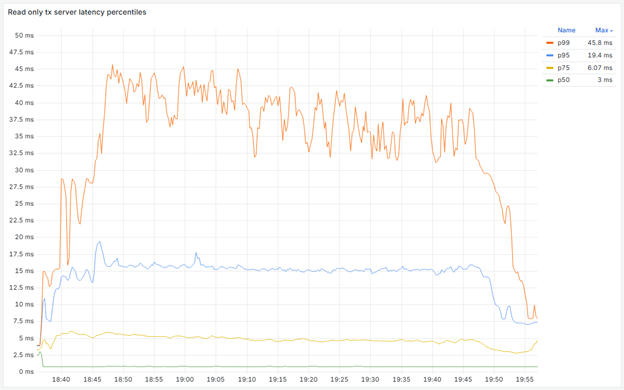 Read only tx server latency percentiles
50 ms
47.5 ms
45 ms
42.5 ms
40 ms
37.5 ms
35 ms
32.5 ms
30 ms
27.5 ms
25 ms
22.5 ms
20 ms
17.5 ms
15 ms
12.5 ms
10 ms
7.5 ms
5 ms
2.5 ms
0 ms
18:40 18:45 18:50 18:55 19:00 19:05 19:10 19:15 19:20 19:25 19:30 19:35 19:40 19:45 19:50 19:55
Name Max
p99 45.8 ms
p95 19.4 ms
p75 6.07 ms
p50 3 ms